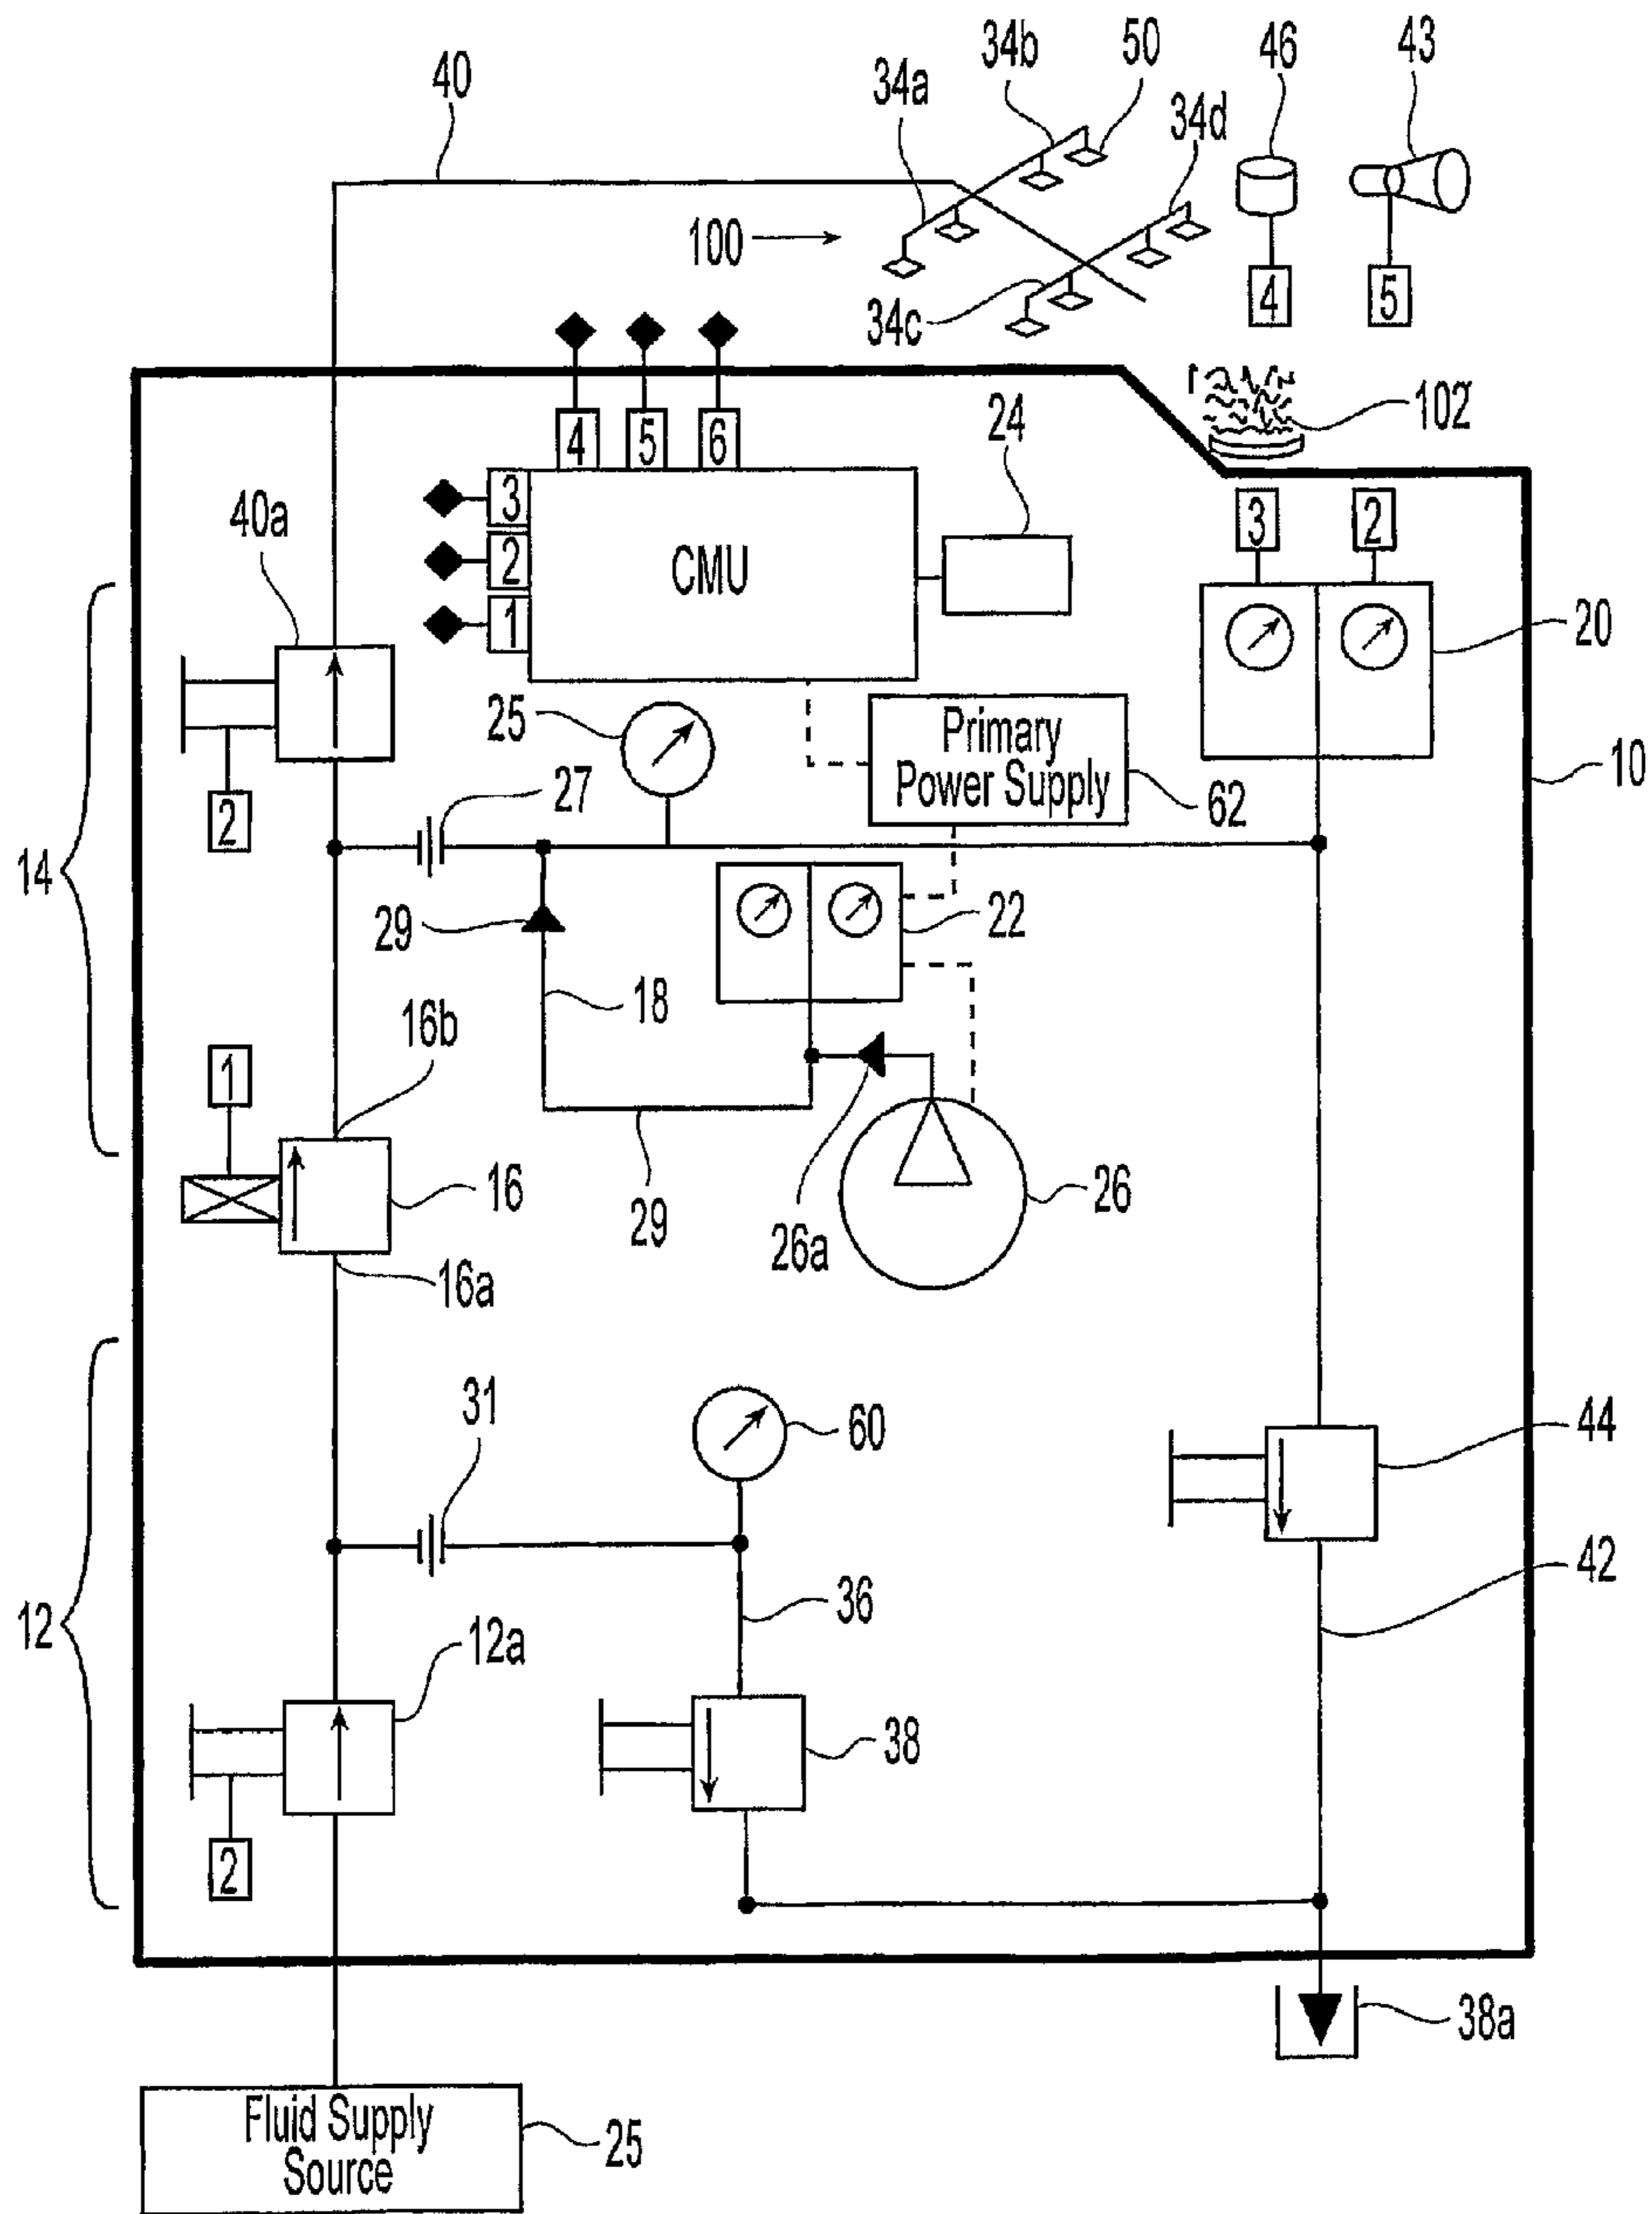 40
34a
34b
50
46
43
34d
100
34c
4
5
102
24
4
5
6
3
2
1
CMU
40a
3
2
20
25
Primary
Power Supply
62
10
27
2
14
29
22
18
16b
1
16
29
26a
26
16a
31
60
44
12
36
42
12a
38
2
38a
Fluid Supply
Source
25